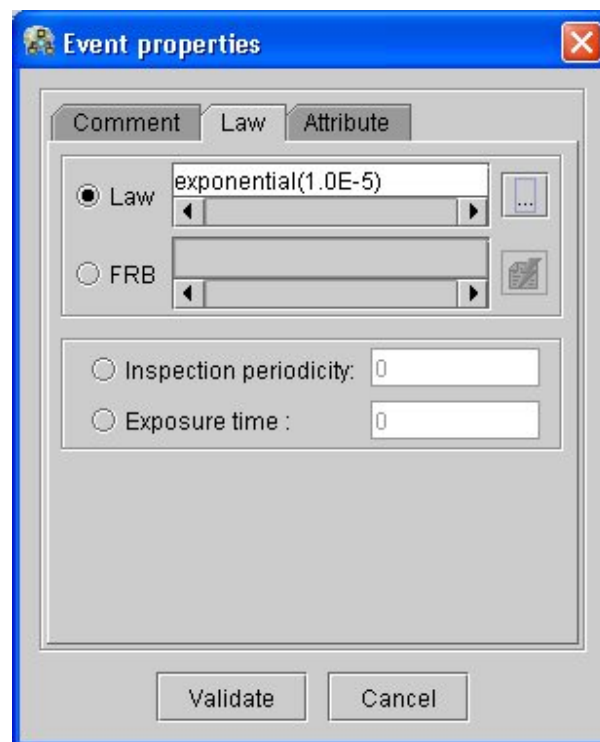 Event properties
Comment Law Attribute
Law exponential(1.0E-5) ...
FRB
Inspection periodicity: 0
Exposure time : 0
Validate Cancel